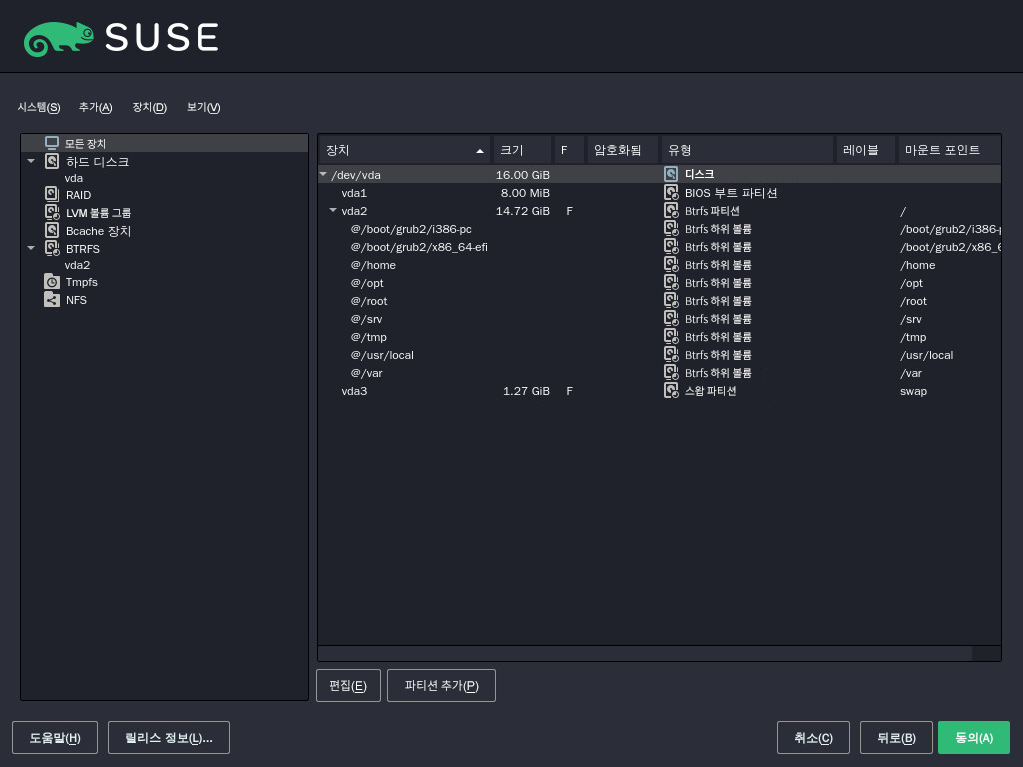 SUSE
시스템(S) 추가(A) 장치(D) 보기(V)
모든 장치
하드 디스크
vda
RAID
LVM 볼륨 그룹
Bcache 장치
BTRFS
vda2
Tmpfs
NFS
장치 크기 F 암호화됨 유형 레이블 마운트 포인트
/dev/vda 16.00 GiB 디스크
vda1 8.00 MiB BIOS 부트 파티션
vda2 14.72 GiB F Btrfs 파티션 /
@/boot/grub2/i386-pc Btrfs 하위 볼륨 /boot/grub2/i386-p
@/boot/grub2/x86_64-efi Btrfs 하위 볼륨 /boot/grub2/x86_6
@/home Btrfs 하위 볼륨 /home
@/opt Btrfs 하위 볼륨 /opt
@/root Btrfs 하위 볼륨 /root
@/srv Btrfs 하위 볼륨 /srv
@/tmp Btrfs 하위 볼륨 /tmp
@/usr/local Btrfs 하위 볼륨 /usr/local
@/var Btrfs 하위 볼륨 /var
vda3 1.27 GiB F 스왑 파티션 swap
편집(E) 파티션 추가(P)
도움말(H) 릴리스 정보(L)... 취소(C) 뒤로(B) 동의(A)